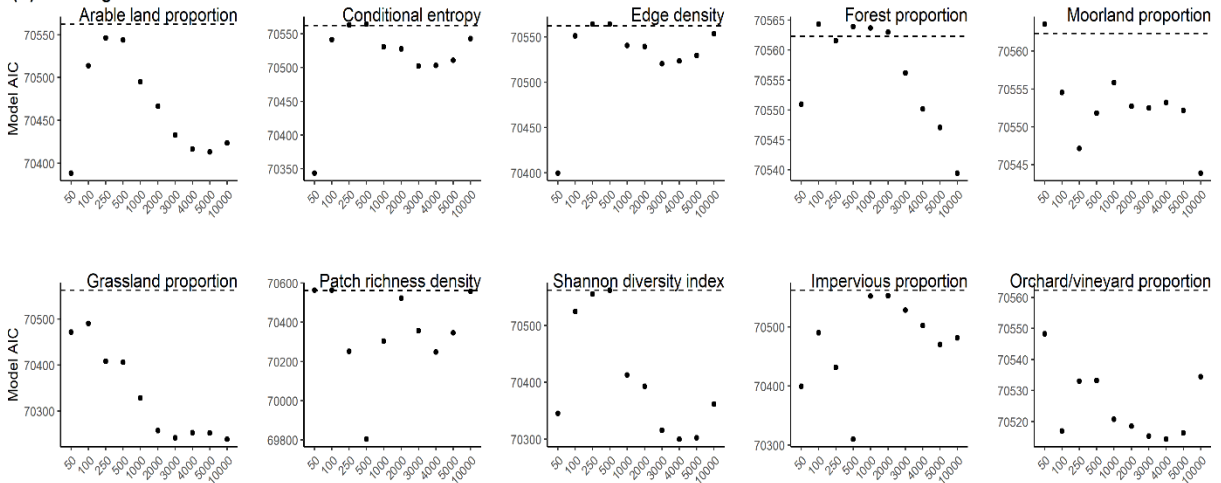 Arable land proportion
Conditional entropy
Edge density
Forest proportion
Moorland proportion
Model AIC
70550
70500
70450
70400
50 100 250 500 1000 2000 3000 4000 5000 10000
70550
70500
70450
70400
70350
50 100 250 500 1000 2000 3000 4000 5000 10000
70550
70500
70450
70400
50 100 250 500 1000 2000 3000 4000 5000 10000
70565
70560
70555
70550
70545
70540
50 100 250 500 1000 2000 3000 4000 5000 10000
70560
70555
70550
70545
50 100 250 500 1000 2000 3000 4000 5000 10000
Grassland proportion
Patch richness density
Shannon diversity index
Impervious proportion
Orchard/vineyard proportion
Model AIC
70500
70400
70300
50 100 250 500 1000 2000 3000 4000 5000 10000
70600
70400
70200
70000
69800
50 100 250 500 1000 2000 3000 4000 5000 10000
70500
70400
70300
50 100 250 500 1000 2000 3000 4000 5000 10000
70500
70400
70300
50 100 250 500 1000 2000 3000 4000 5000 10000
70560
70550
70540
70530
70520
50 100 250 500 1000 2000 3000 4000 5000 10000